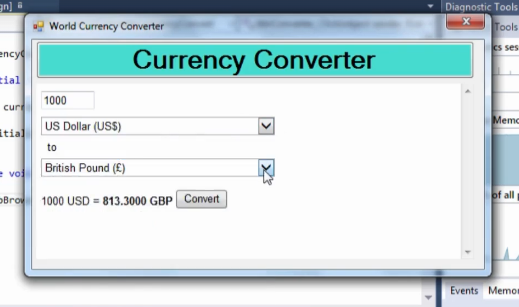 gn]
Diagnostic Tools
World Currency Converter
Tools
Currency Converter
cs ses
encyC
tial
1000
curr
US Dollar (US$)
Memo
itial
to
British Pound (£)
e voi
of all p
oBrow
1000 USD = 813.3000 GBP Convert
Events Memor